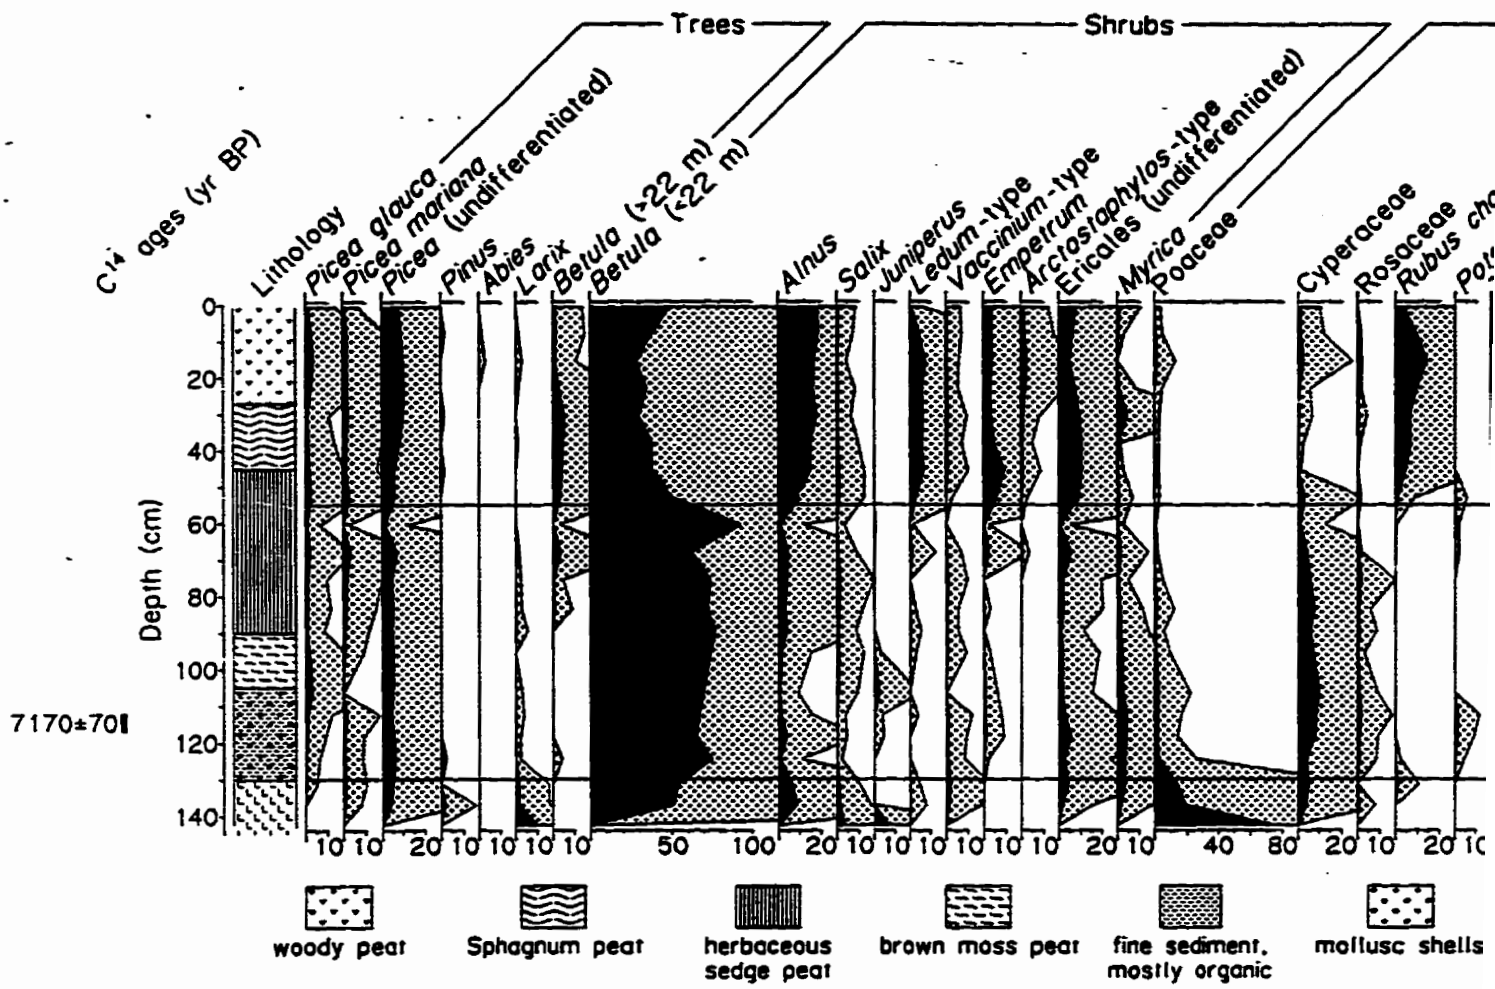 Trees
Shrubs
C14 ages (yr BP)
Lithology
Picea glauca
Picea mariana
Picea (undifferentiated)
Pinus
Abies
Larix
Betula (>22 m)
Betula (<22 m)
Alnus
Salix
Juniperus
Ledum-type
Vaccinium-type
Empetrum
Arctostaphylos-type
Ericales (undifferentiated)
Myrica
Poaceae
Cyperaceae
Rosaceae
Rubus cha
Pot
Depth (cm)
0
20
40
60
80
100
120
140
7170±70
10 10 20 10 10 10 10 50 100 20 10 10 10 10 10 10 20 10 40 80 20 10 20 10
woody peat
Sphagnum peat
herbaceous
sedge peat
brown moss peat
fine sediment,
mostly organic
mollusc shells